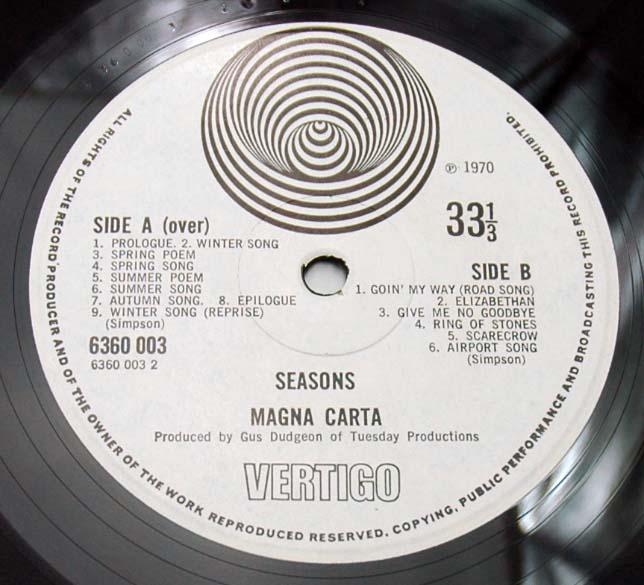 ALL RIGHTS OF THE RECORD PRODUCER AND OF THE OWNER OF THE WORK REPRODUCED RESERVED. COPYING, PUBLIC PERFORMANCE AND BROADCASTING THIS RECORD PROHIBITED.
℗ 1970
33 1/3
SIDE A (over)
1. PROLOGUE. 2. WINTER SONG
3. SPRING POEM
4. SPRING SONG
5. SUMMER POEM
6. SUMMER SONG
7. AUTUMN SONG. 8. EPILOGUE
9. WINTER SONG (REPRISE)
(Simpson)
6360 003
6360 003 2
SIDE B
1. GOIN' MY WAY (ROAD SONG)
2. ELIZABETHAN
3. GIVE ME NO GOODBYE
4. RING OF STONES
5. SCARECROW
6. AIRPORT SONG
(Simpson)
SEASONS
MAGNA CARTA
Produced by Gus Dudgeon of Tuesday Productions
VERTIGO